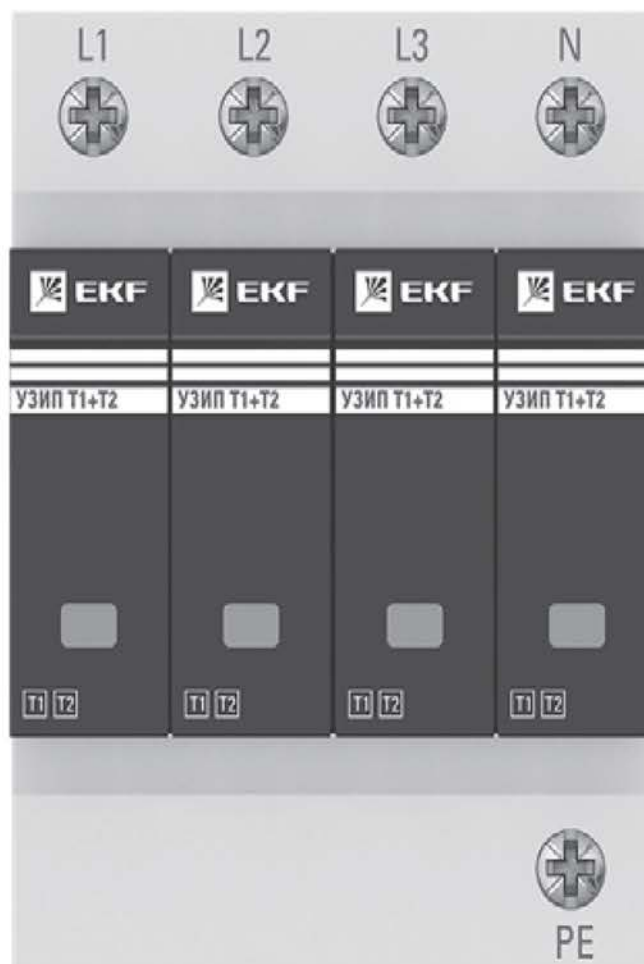 L1 L2 L3 N
EKF EKF EKF EKF
УЗИП T1+T2 УЗИП T1+T2 УЗИП T1+T2 УЗИП T1+T2
T1 T2 T1 T2 T1 T2 T1 T2
PE